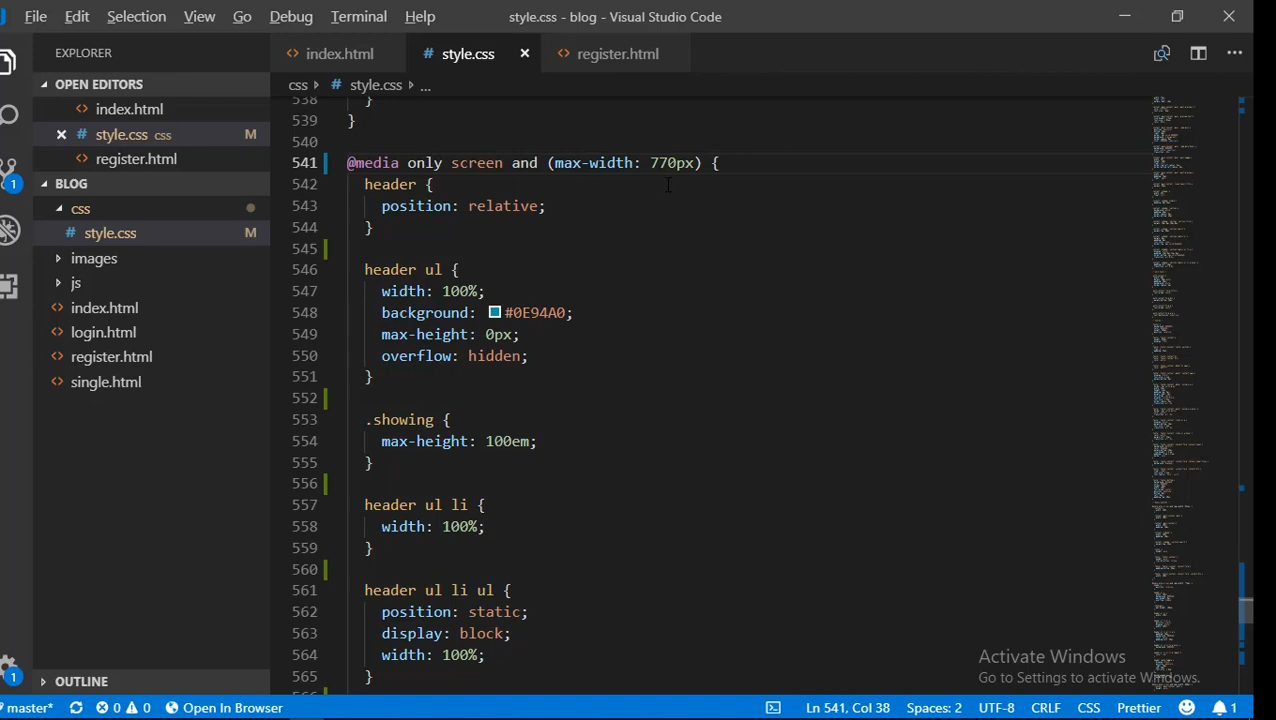 File Edit Selection View Go Debug Terminal Help style.css - blog - Visual Studio Code
EXPLORER
index.html # style.css × register.html
OPEN EDITORS
css > # style.css > ...
index.html
× # style.css css M
register.html
BLOG
css
# style.css M
images
js
index.html
login.html
register.html
single.html
OUTLINE
538 }
539 }
540
541 @media only screen and (max-width: 770px) {
542 header {
543 position: relative;
544 }
545
546 header ul {
547 width: 100%;
548 background: #0E94A0;
549 max-height: 0px;
550 overflow: hidden;
551 }
552
553 .showing {
554 max-height: 100em;
555 }
556
557 header ul li {
558 width: 100%;
559 }
560
561 header ul li ul {
562 position: static;
563 display: block;
564 width: 100%;
565 }
566
1
1
Activate Windows
Go to Settings to activate Windows.
master* 0 0 Open In Browser Ln 541, Col 38 Spaces: 2 UTF-8 CRLF CSS Prettier 1